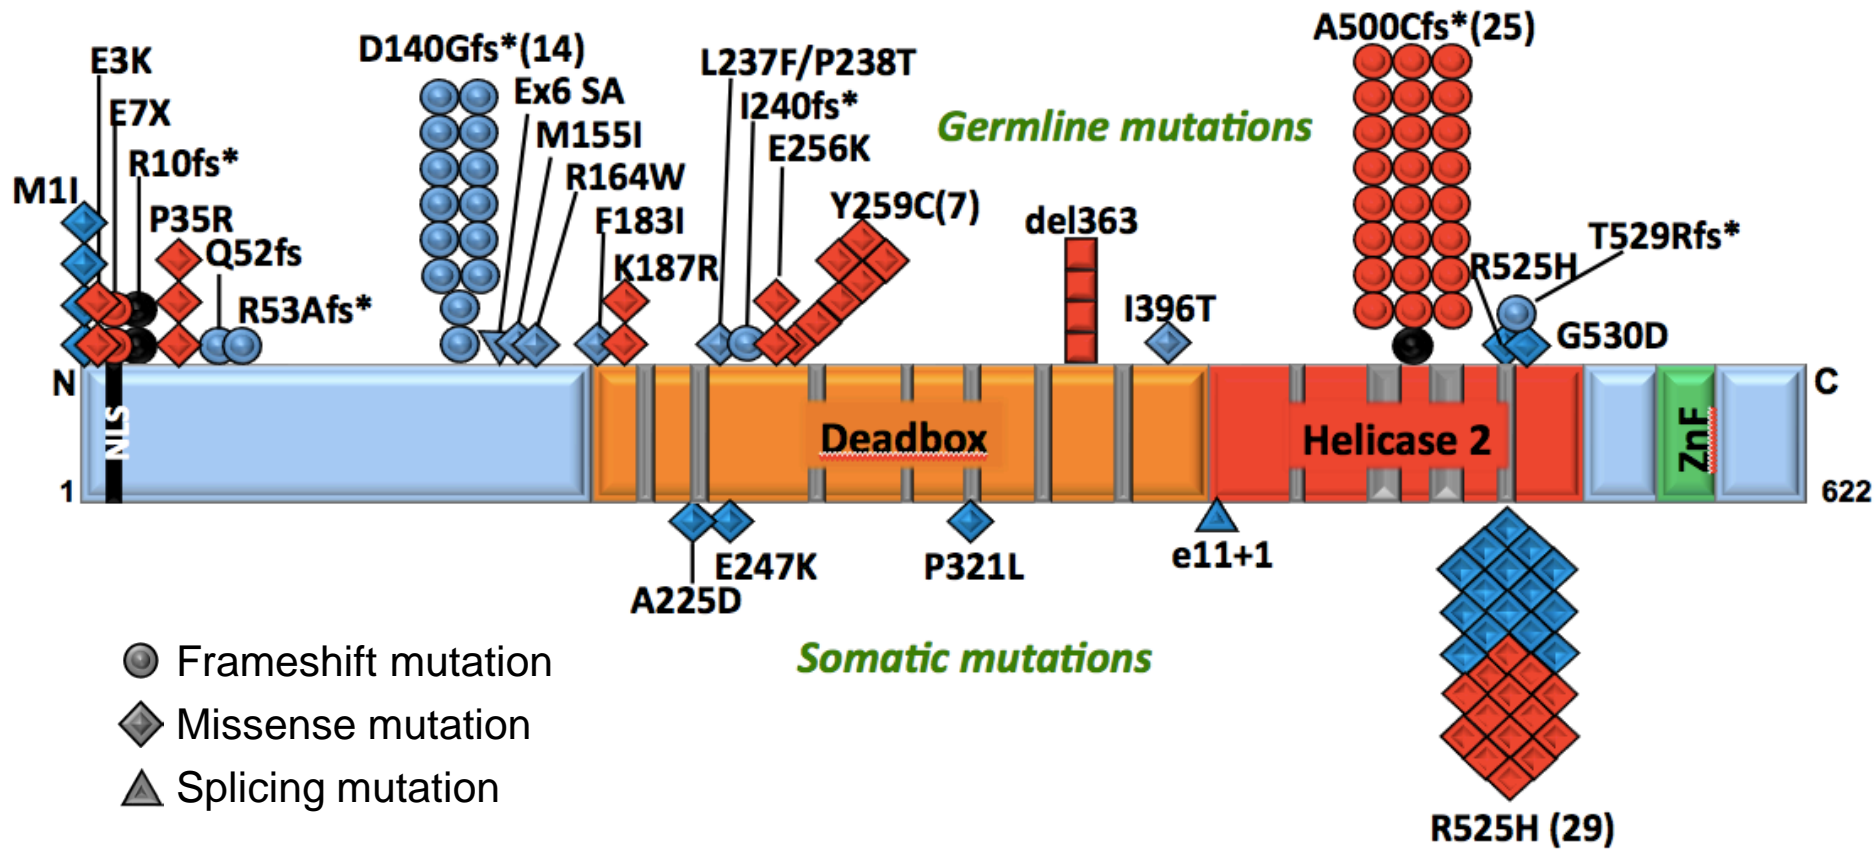 E3K
E7X
R10fs*
M1I
P35R
Q52fs
R53Afs*
D140Gfs*(14)
Ex6 SA
M155I
R164W
F183I
K187R
L237F/P238T
I240fs*
E256K
Y259C(7)
Germline mutations
del363
I396T
A500Cfs*(25)
R525H
T529Rfs*
G530D
N
C
NLS
Deadbox
Helicase 2
ZnF
1
622
A225D
E247K
P321L
e11+1
Somatic mutations
R525H (29)
Frameshift mutation
Missense mutation
Splicing mutation